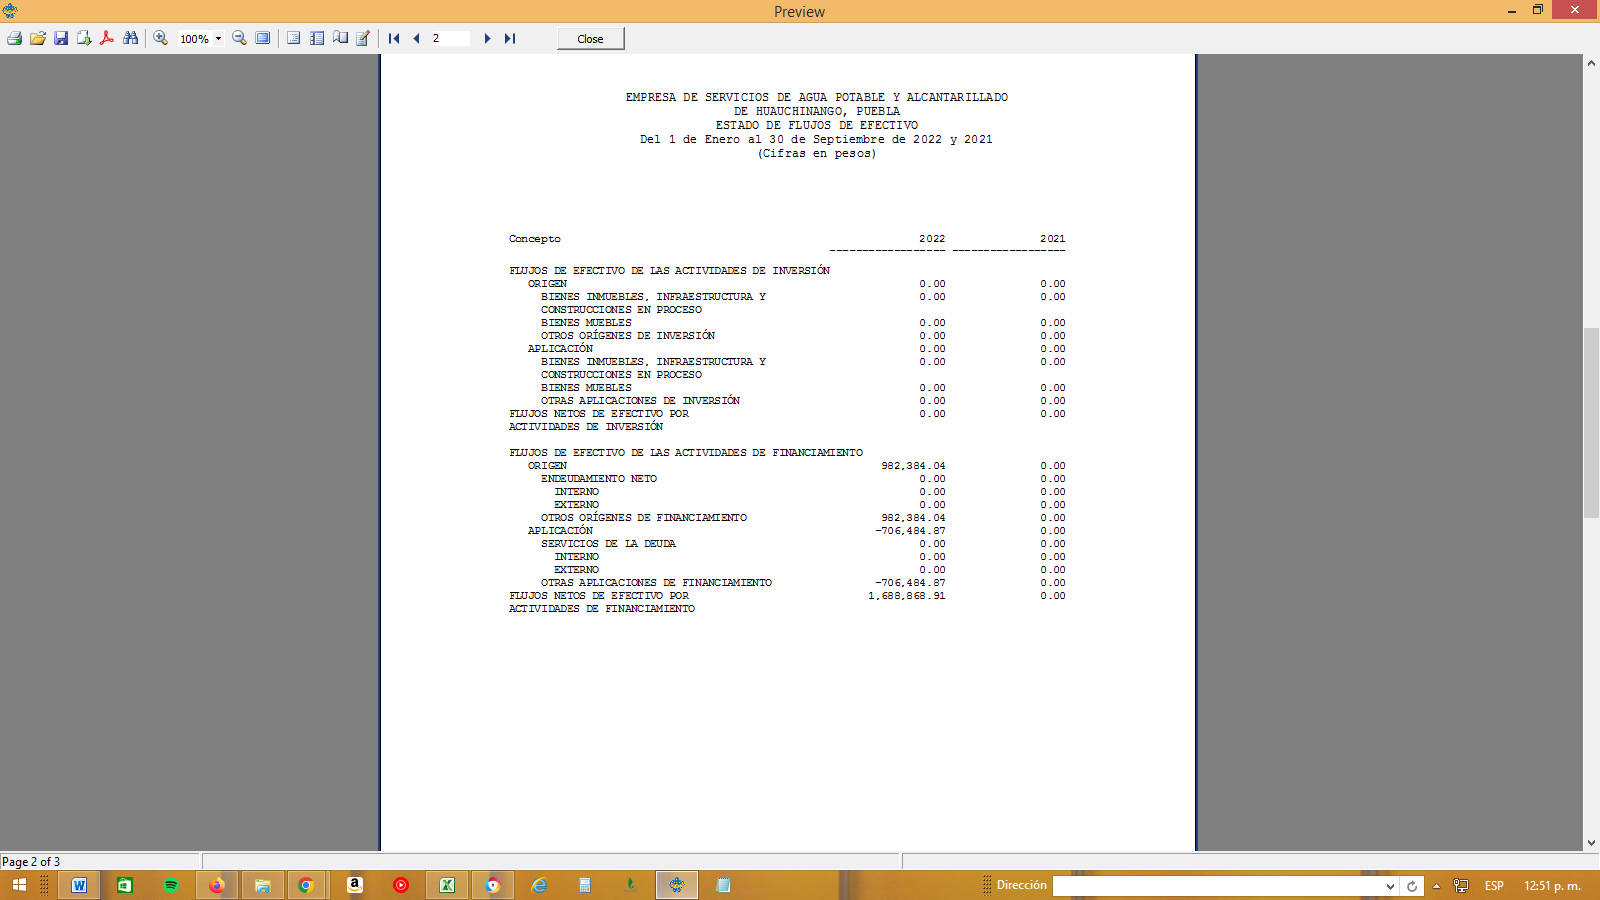 Preview
100%
2
Close
EMPRESA DE SERVICIOS DE AGUA POTABLE Y ALCANTARILLADO
DE HUAUCHINANGO, PUEBLA
ESTADO DE FLUJOS DE EFECTIVO
Del 1 de Enero al 30 de Septiembre de 2022 y 2021
(Cifras en pesos)
Concepto 2022 2021
------------------ ------------------
FLUJOS DE EFECTIVO DE LAS ACTIVIDADES DE INVERSIÓN
ORIGEN 0.00 0.00
BIENES INMUEBLES, INFRAESTRUCTURA Y 0.00 0.00
CONSTRUCCIONES EN PROCESO
BIENES MUEBLES 0.00 0.00
OTROS ORÍGENES DE INVERSIÓN 0.00 0.00
APLICACIÓN 0.00 0.00
BIENES INMUEBLES, INFRAESTRUCTURA Y 0.00 0.00
CONSTRUCCIONES EN PROCESO
BIENES MUEBLES 0.00 0.00
OTRAS APLICACIONES DE INVERSIÓN 0.00 0.00
FLUJOS NETOS DE EFECTIVO POR 0.00 0.00
ACTIVIDADES DE INVERSIÓN
FLUJOS DE EFECTIVO DE LAS ACTIVIDADES DE FINANCIAMIENTO
ORIGEN 982,384.04 0.00
ENDEUDAMIENTO NETO 0.00 0.00
INTERNO 0.00 0.00
EXTERNO 0.00 0.00
OTROS ORÍGENES DE FINANCIAMIENTO 982,384.04 0.00
APLICACIÓN -706,484.87 0.00
SERVICIOS DE LA DEUDA 0.00 0.00
INTERNO 0.00 0.00
EXTERNO 0.00 0.00
OTRAS APLICACIONES DE FINANCIAMIENTO -706,484.87 0.00
FLUJOS NETOS DE EFECTIVO POR 1,688,868.91 0.00
ACTIVIDADES DE FINANCIAMIENTO
Page 2 of 3
Dirección
ESP
12:51 p. m.